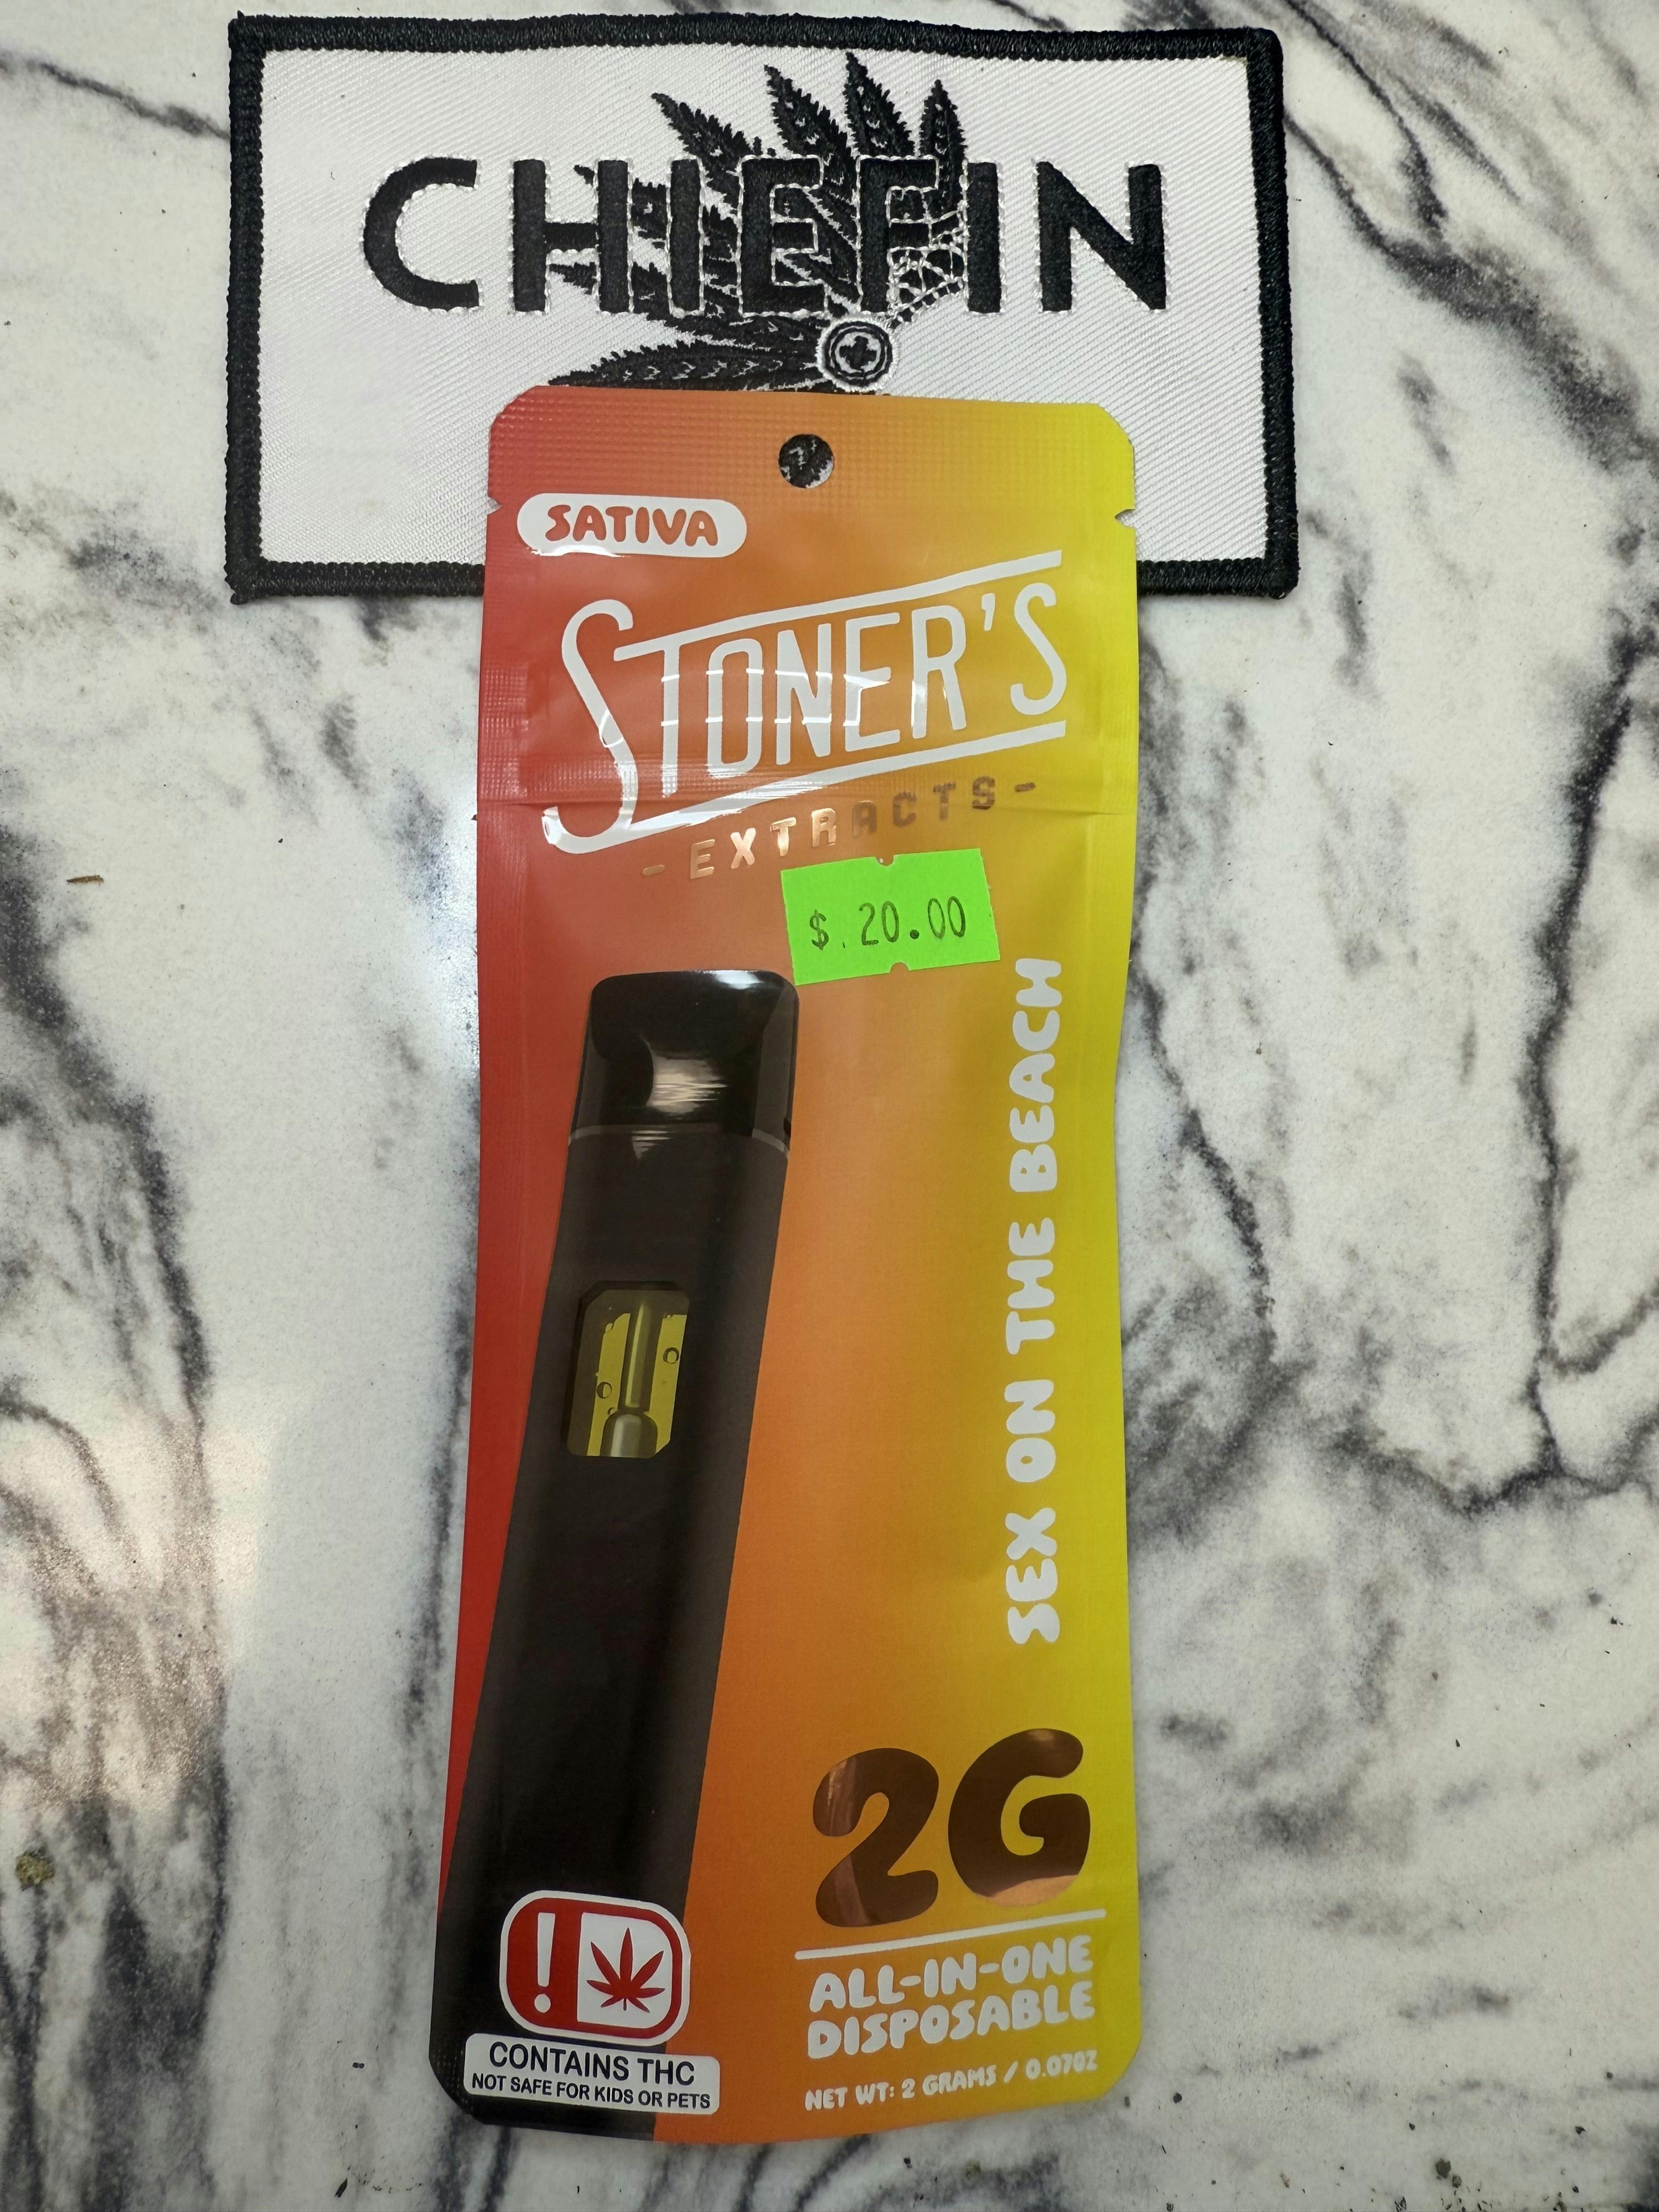 CHIEFIN
SATIVA
STONER'S
- EXTRACTS -
$ 20.00
SEX ON THE BEACH
2G
ALL-IN-ONE
DISPOSABLE
NET WT: 2 GRAMS / 0.07OZ
!
CONTAINS THC
NOT SAFE FOR KIDS OR PETS